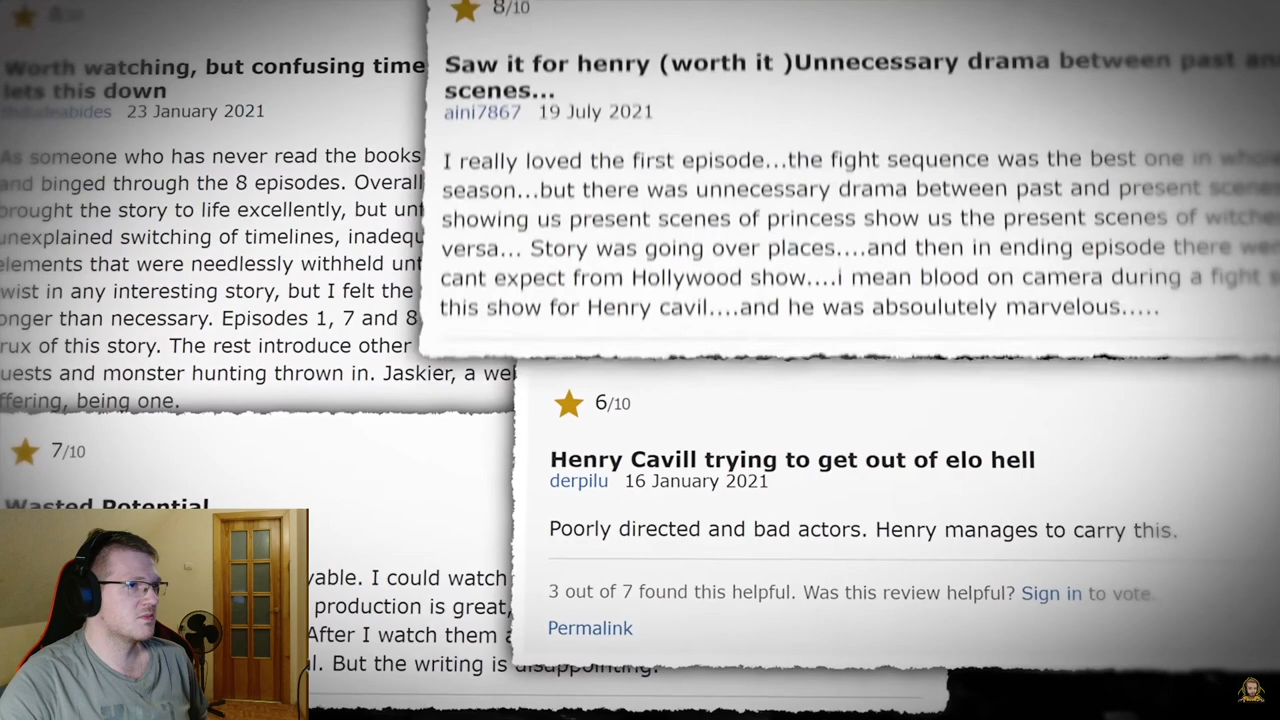 8/10
Worth watching, but confusing time
lets this down
23 January 2021
As someone who has never read the books
and binged through the 8 episodes. Overall
brought the story to life excellently, but unt
unexplained switching of timelines, inadequ
elements that were needlessly withheld unt
wist in any interesting story, but I felt the
onger than necessary. Episodes 1, 7 and 8
rux of this story. The rest introduce other
uests and monster hunting thrown in. Jaskier, a we
ffering, being one.
8/10
Saw it for henry (worth it )Unnecessary drama between past an
scenes...
aini7867 19 July 2021
I really loved the first episode...the fight sequence was the best one in whole
season...but there was unnecessary drama between past and present scenes
showing us present scenes of princess show us the present scenes of witche
versa... Story was going over places....and then in ending episode there we
cant expect from Hollywood show....i mean blood on camera during a fight s
this show for Henry cavil....and he was absoulutely marvelous.....
7/10
Wasted Potential
vable. I could watch
production is great,
After I watch them a
l. But the writing is disappointing.
6/10
Henry Cavill trying to get out of elo hell
derpilu 16 January 2021
Poorly directed and bad actors. Henry manages to carry this.
3 out of 7 found this helpful. Was this review helpful? Sign in to vote.
Permalink